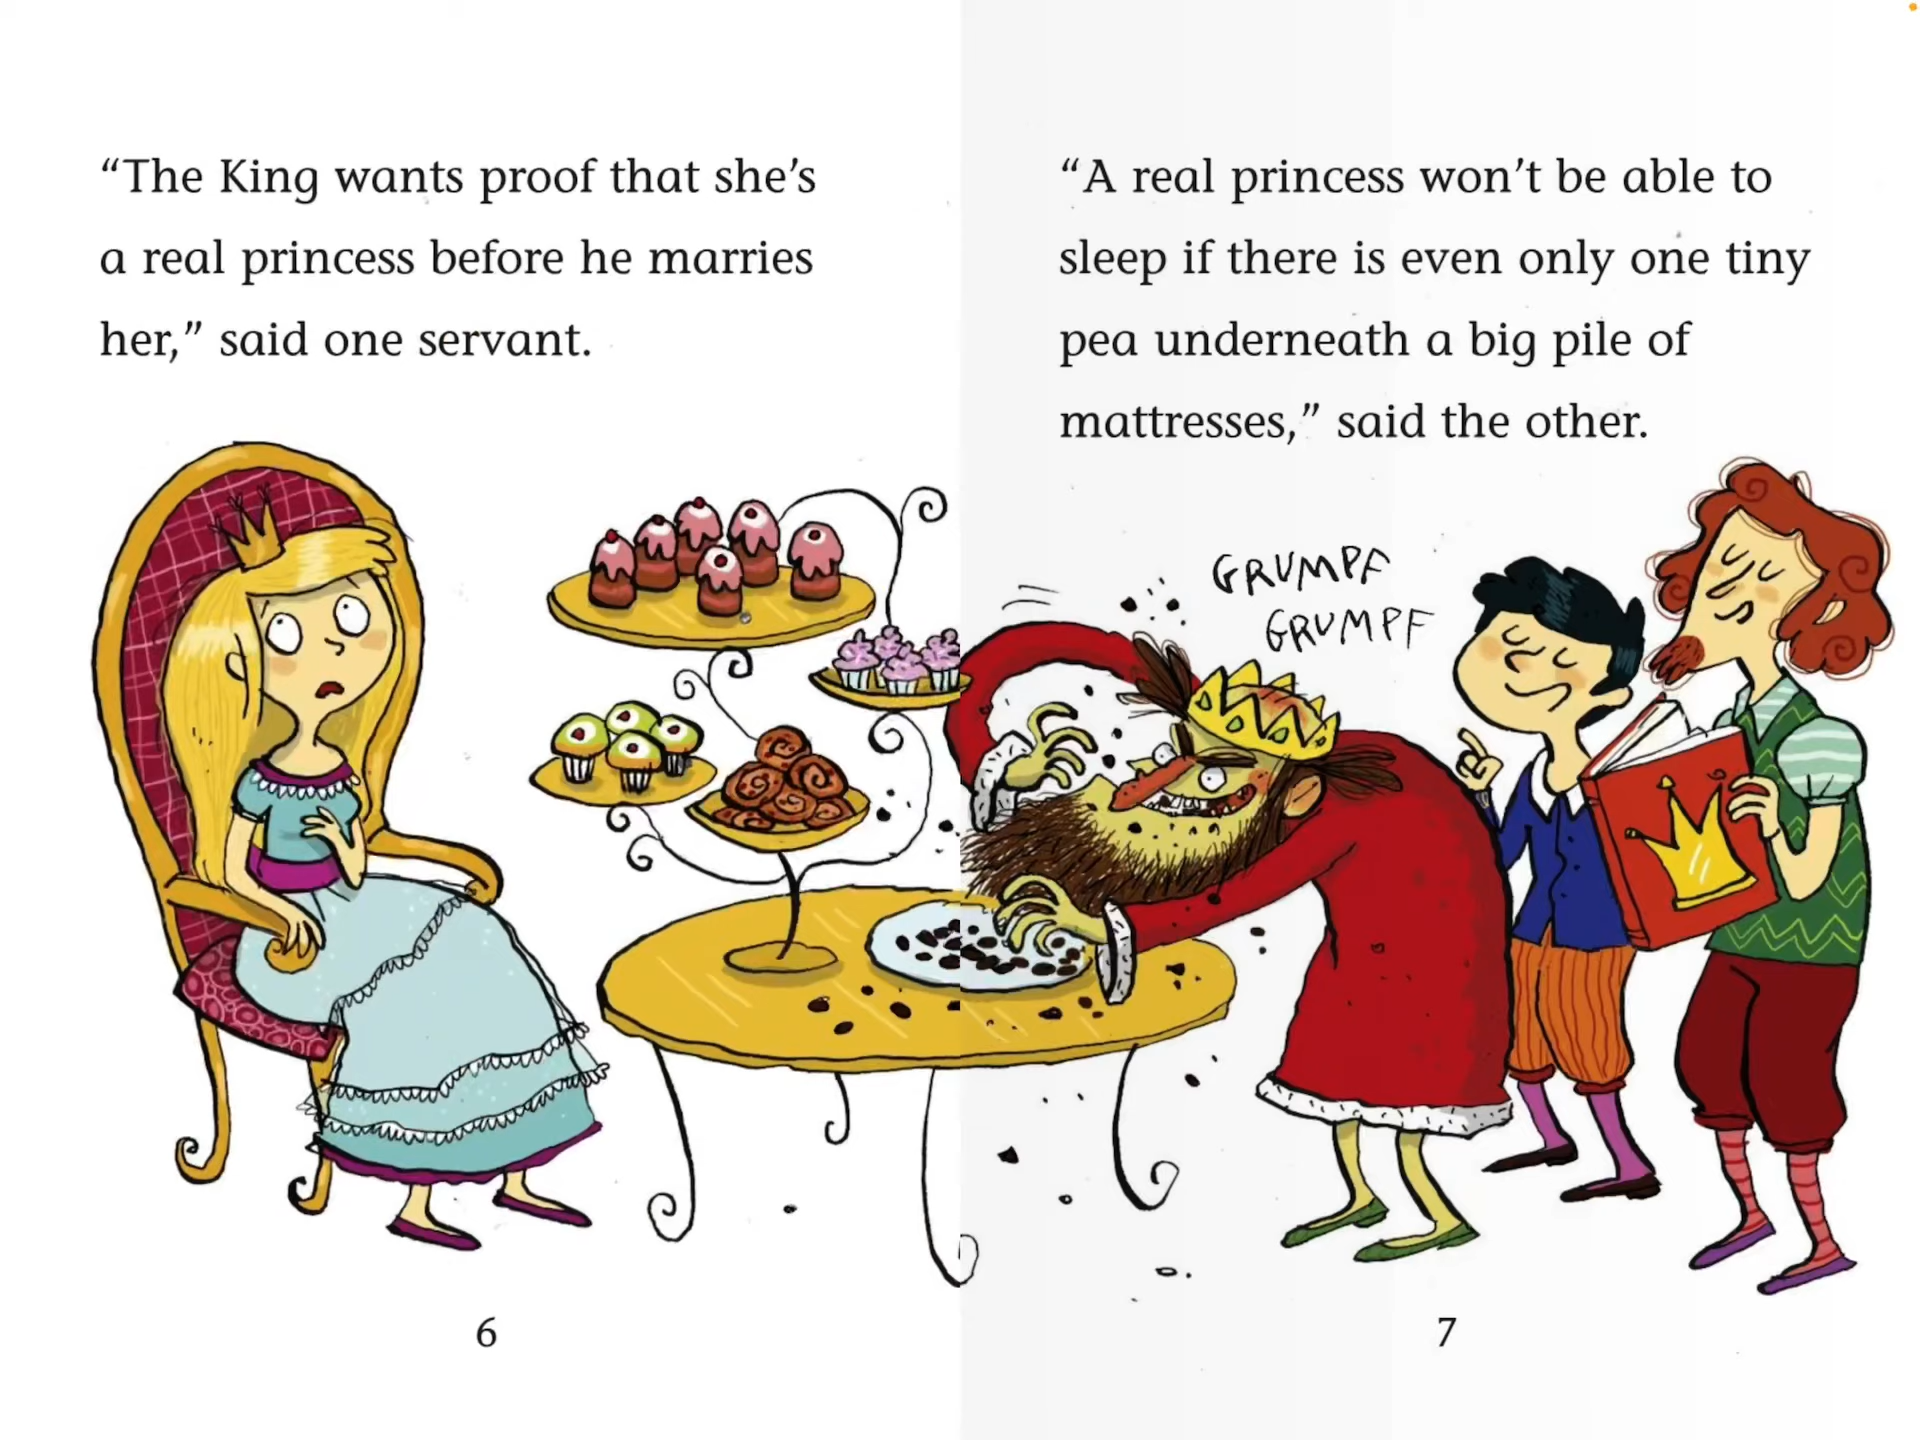 “The King wants proof that she’s
a real princess before he marries
her,” said one servant.
6
“A real princess won’t be able to
sleep if there is even only one tiny
pea underneath a big pile of
mattresses,” said the other.
GRUMPF
GRUMPF
7